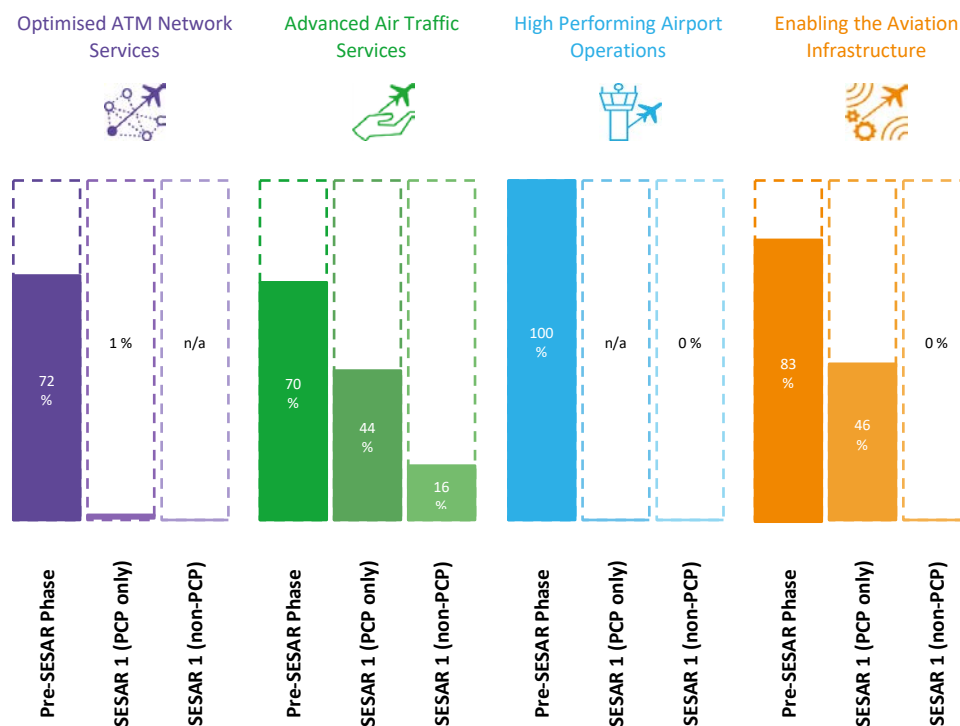 Optimised ATM Network
Services
Advanced Air Traffic
Services
High Performing Airport
Operations
Enabling the Aviation
Infrastructure
72
%
1 %
n/a
70
%
44
%
16
%
100
%
n/a
0 %
83
%
46
%
0 %
Pre-SESAR Phase
SESAR 1 (PCP only)
SESAR 1 (non-PCP)
Pre-SESAR Phase
SESAR 1 (PCP only)
SESAR 1 (non-PCP)
Pre-SESAR Phase
SESAR 1 (PCP only)
SESAR 1 (non-PCP)
Pre-SESAR Phase
SESAR 1 (PCP only)
SESAR 1 (non-PCP)